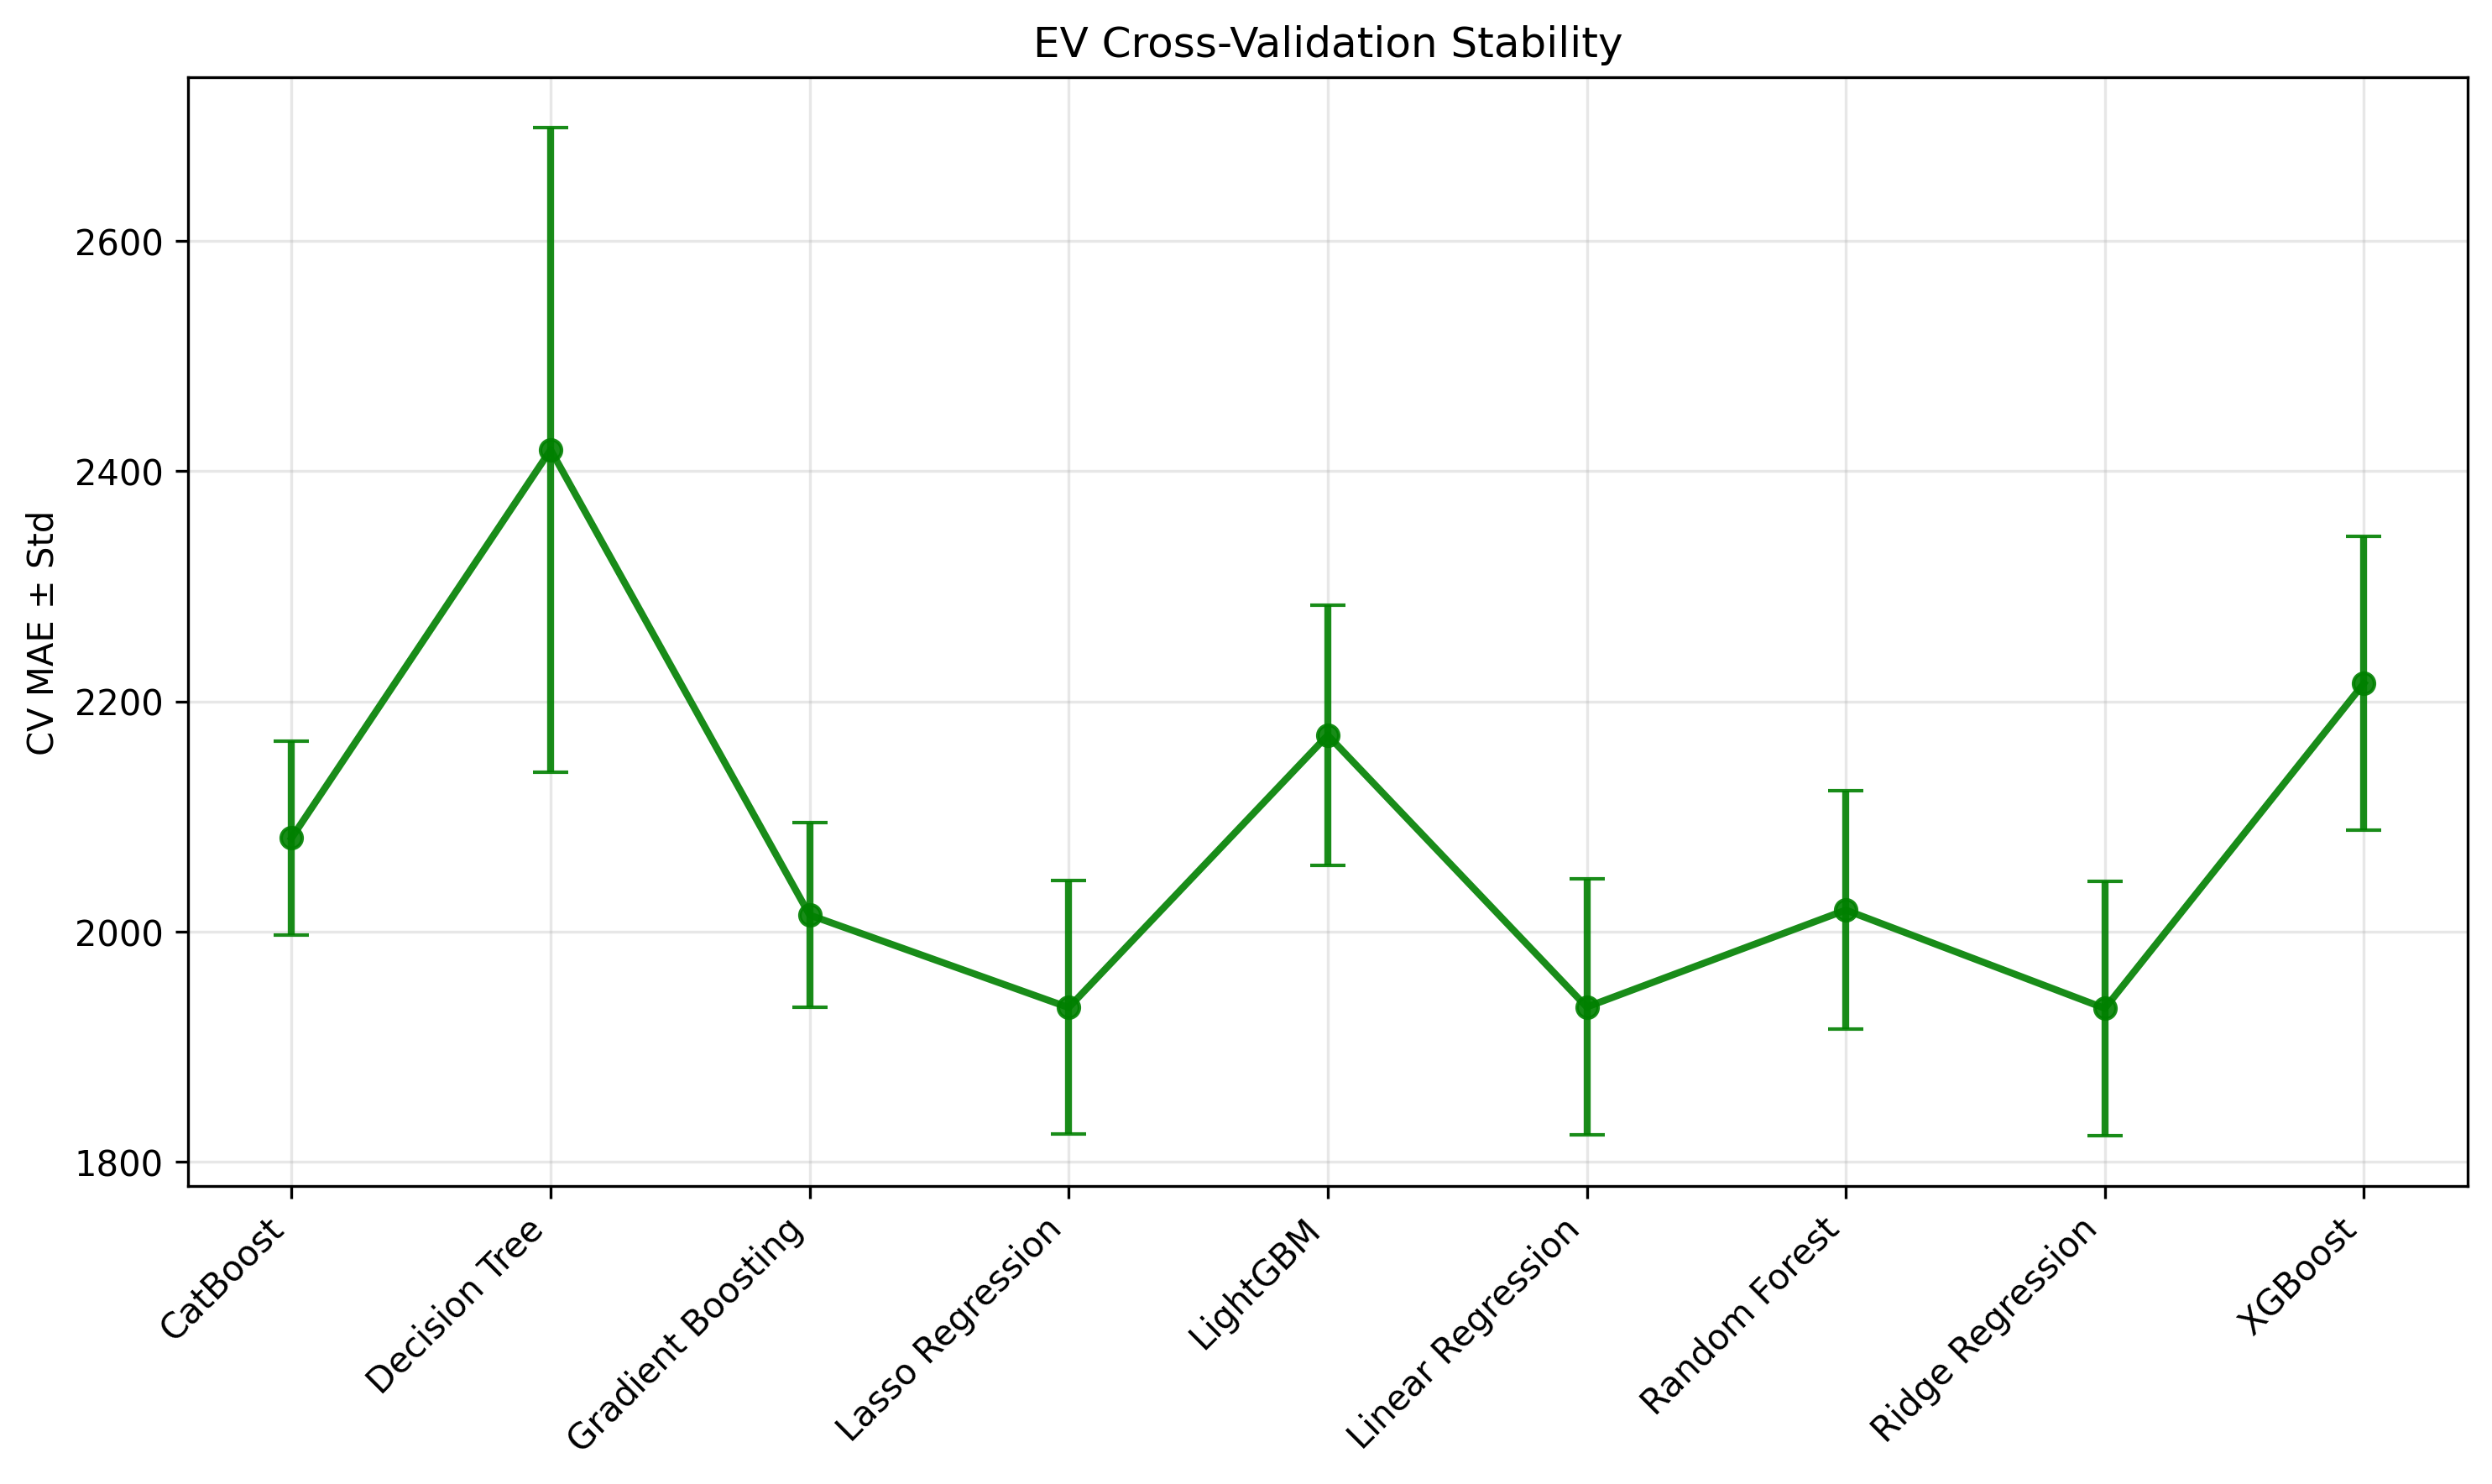 EV Cross-Validation Stability
CV MAE ± Std
2600
2400
2200
2000
1800
CatBoost
Decision Tree
Gradient Boosting
Lasso Regression
LightGBM
Linear Regression
Random Forest
Ridge Regression
XGBoost